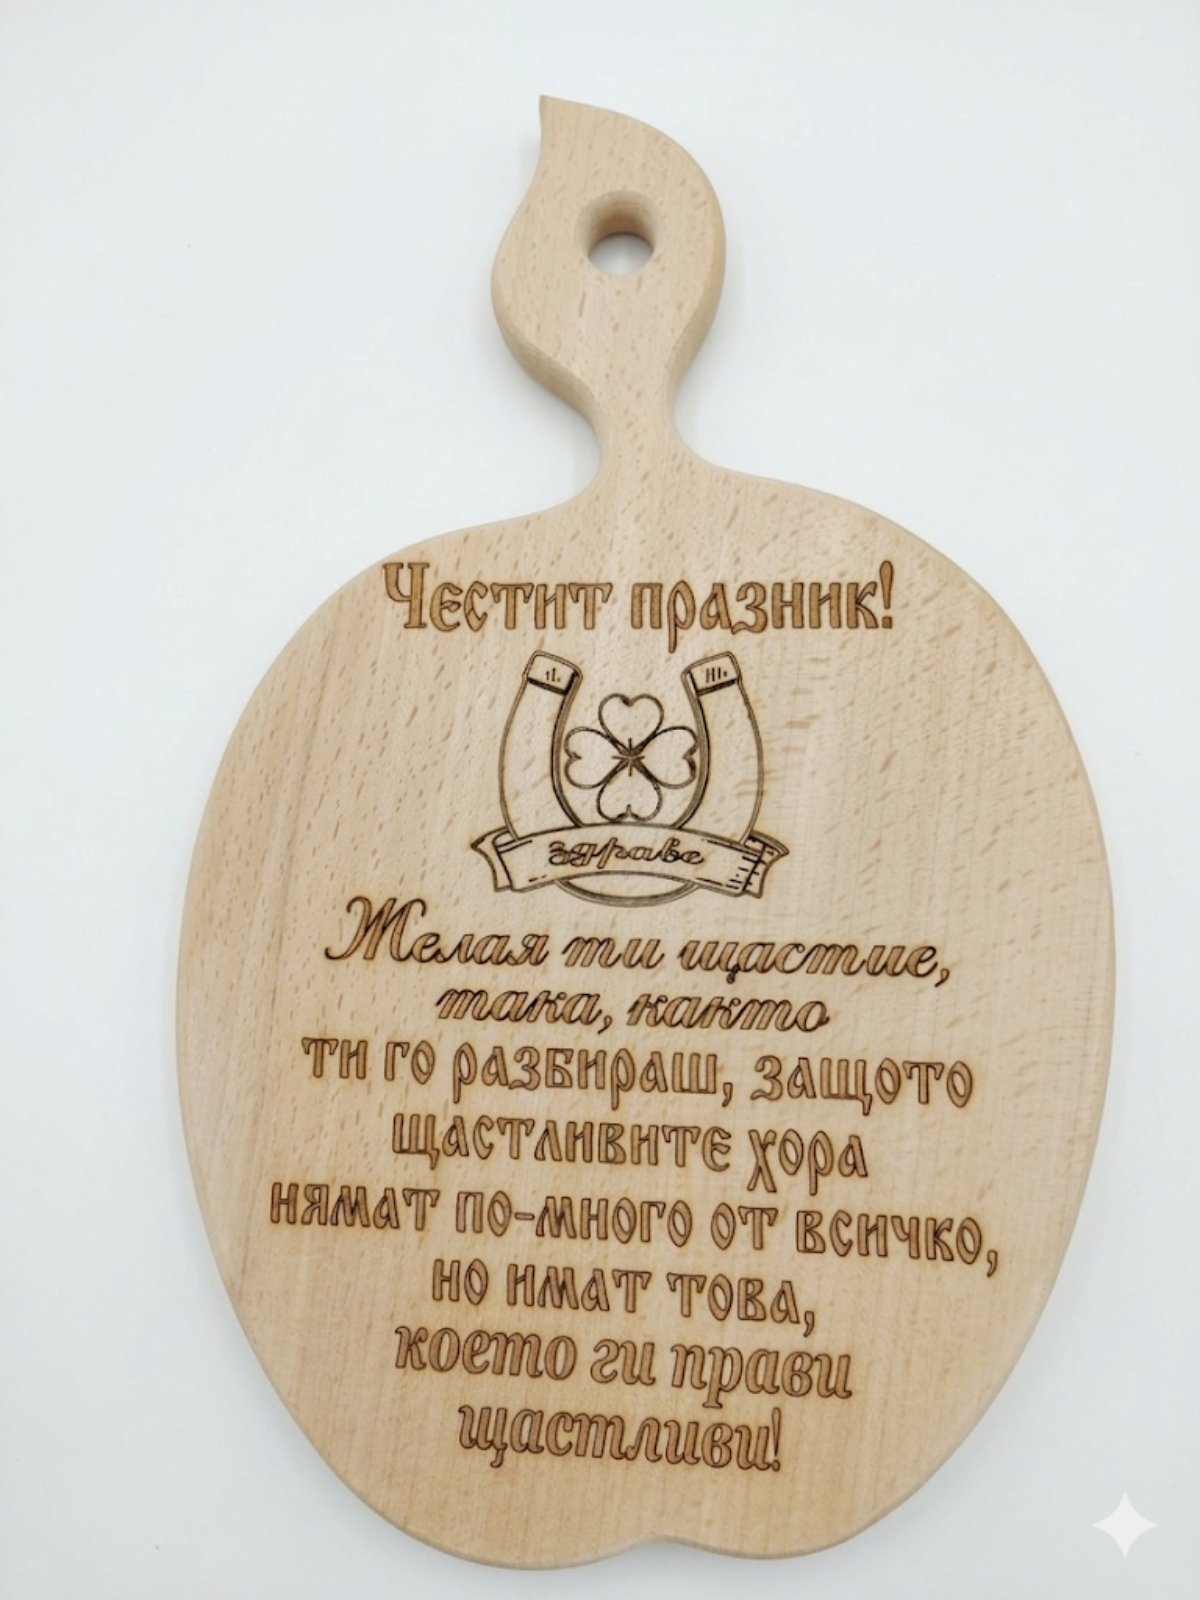 Честит празник!
здраве
Желая ти щастие,
така, както
ти го разбираш, защото
щастливите хора
нямат по-много от всичко,
но имат това,
което ги прави
щастливи!